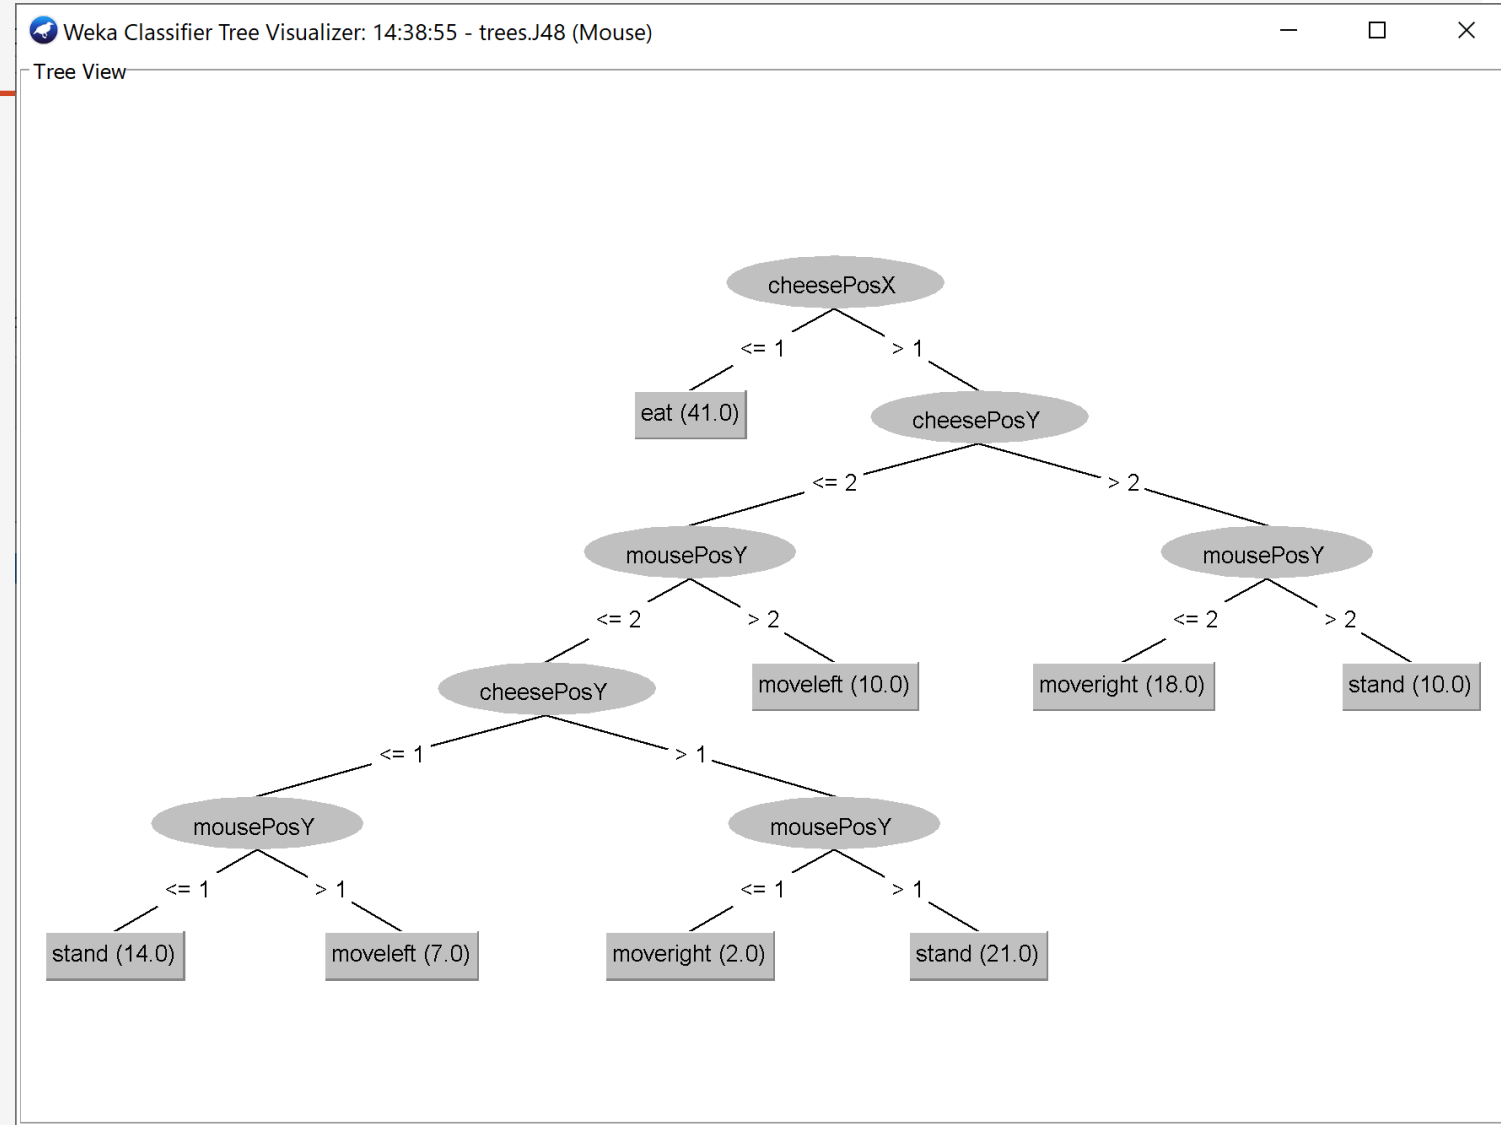 Weka Classifier Tree Visualizer: 14:38:55 - trees.J48 (Mouse)
Tree View
cheesePosX
<= 1 > 1
eat (41.0) cheesePosY
<= 2 > 2
mousePosY mousePosY
<= 2 > 2 <= 2 > 2
cheesePosY moveleft (10.0) moveright (18.0) stand (10.0)
<= 1 > 1
mousePosY mousePosY
<= 1 > 1 <= 1 > 1
stand (14.0) moveleft (7.0) moveright (2.0) stand (21.0)